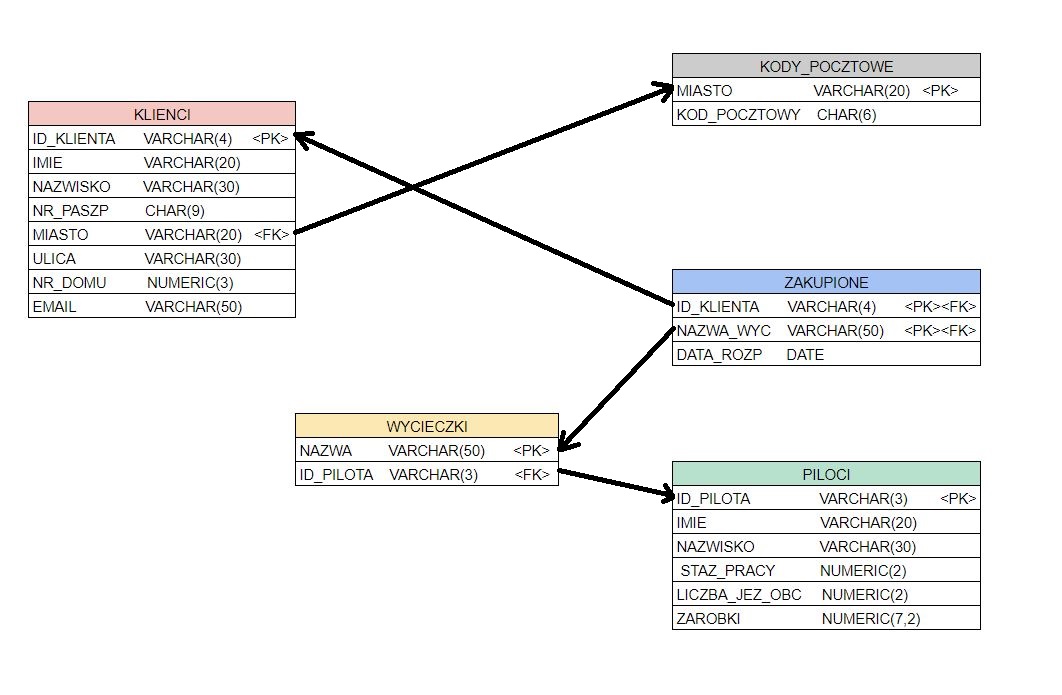 KODY_POCZTOWE
MIASTO VARCHAR(20) <PK>
KOD_POCZTOWY CHAR(6)
KLIENCI
ID_KLIENTA VARCHAR(4) <PK>
IMIE VARCHAR(20)
NAZWISKO VARCHAR(30)
NR_PASZP CHAR(9)
MIASTO VARCHAR(20) <FK>
ULICA VARCHAR(30)
NR_DOMU NUMERIC(3)
EMAIL VARCHAR(50)
ZAKUPIONE
ID_KLIENTA VARCHAR(4) <PK><FK>
NAZWA_WYC VARCHAR(50) <PK><FK>
DATA_ROZP DATE
WYCIECZKI
NAZWA VARCHAR(50) <PK>
ID_PILOTA VARCHAR(3) <FK>
PILOCI
ID_PILOTA VARCHAR(3) <PK>
IMIE VARCHAR(20)
NAZWISKO VARCHAR(30)
STAZ_PRACY NUMERIC(2)
LICZBA_JEZ_OBC NUMERIC(2)
ZAROBKI NUMERIC(7,2)